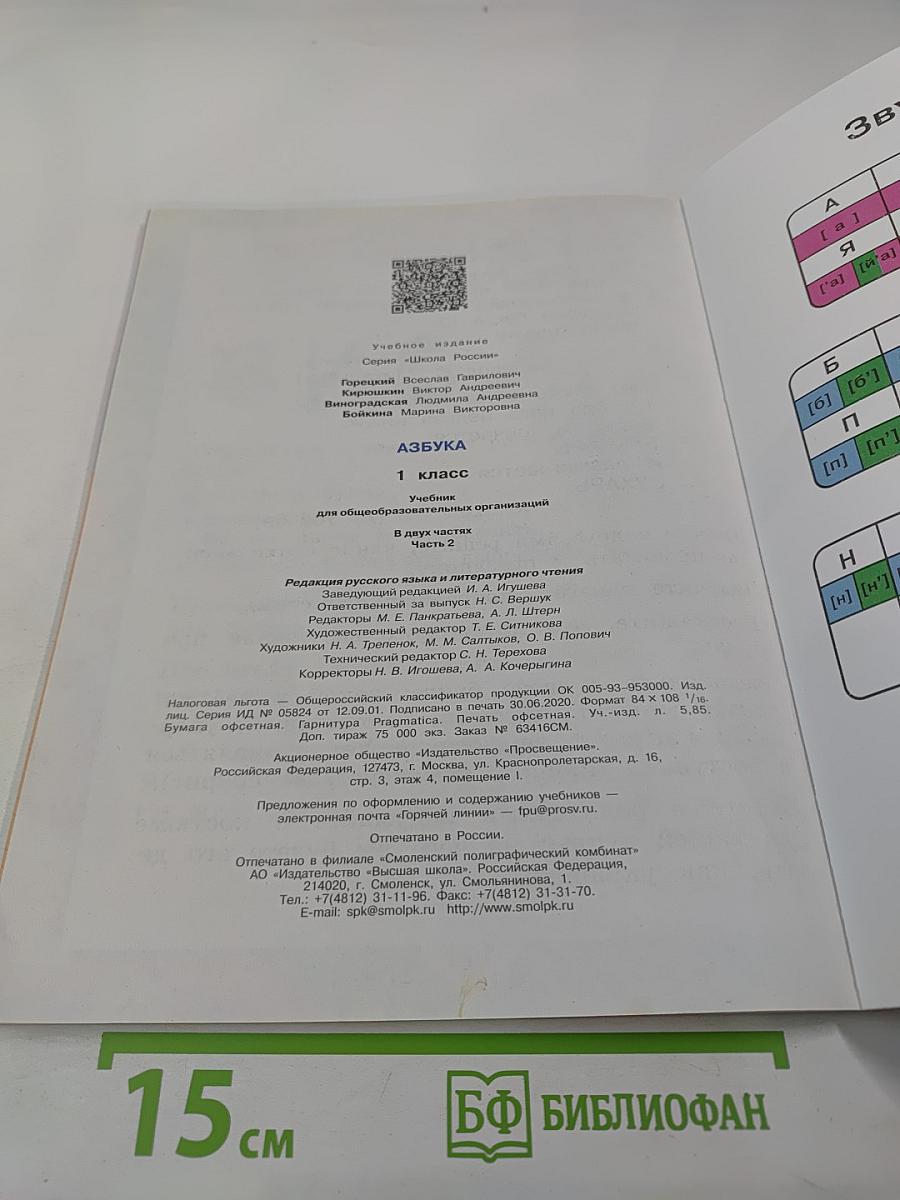 Учебное издание
Серия «Школа России»
Горецкий Всеслав Гаврилович
Кирюшкин Виктор Андреевич
Виноградская Людмила Андреевна
Бойкина Марина Викторовна
АЗБУКА
1 класс
Учебник
для общеобразовательных организаций
В двух частях
Часть 2
Редакция русского языка и литературного чтения
Заведующий редакцией И. А. Игушева
Ответственный за выпуск Н. С. Вершук
Редакторы М. Е. Панкратьева, А. Л. Штерн
Художественный редактор Т. Е. Ситникова
Художники Н. А. Трепенок, М. М. Салтыков, О. В. Попович
Технический редактор С. Н. Терехова
Корректоры Н. В. Игошева, А. А. Кочерыгина
Налоговая льгота — Общероссийский классификатор продукции ОК 005-93–953000. Изд.
лиц. Серия ИД № 05824 от 12.09.01. Подписано в печать 30.06.2020. Формат 84 × 108 1/16.
Бумага офсетная. Гарнитура Pragmatica. Печать офсетная. Уч.-изд. л. 5,85.
Доп. тираж 75 000 экз. Заказ № 63416СМ.
Акционерное общество «Издательство «Просвещение».
Российская Федерация, 127473, г. Москва, ул. Краснопролетарская, д. 16,
стр. 3, этаж 4, помещение I.
Предложения по оформлению и содержанию учебников —
электронная почта «Горячей линии» — fpu@prosv.ru.
Отпечатано в России.
Отпечатано в филиале «Смоленский полиграфический комбинат»
АО «Издательство «Высшая школа». Российская Федерация,
214020, г. Смоленск, ул. Смольянинова, 1.
Тел.: +7(4812) 31-11-96. Факс: +7(4812) 31-31-70.
E-mail: spk@smolpk.ru http://www.smolpk.ru
А
[а]
Я
['а] [й'а]
Б
[б] [б']
П
[п] [п']
Н
[н] [н']
15 см
БФ БИБЛИОФАН